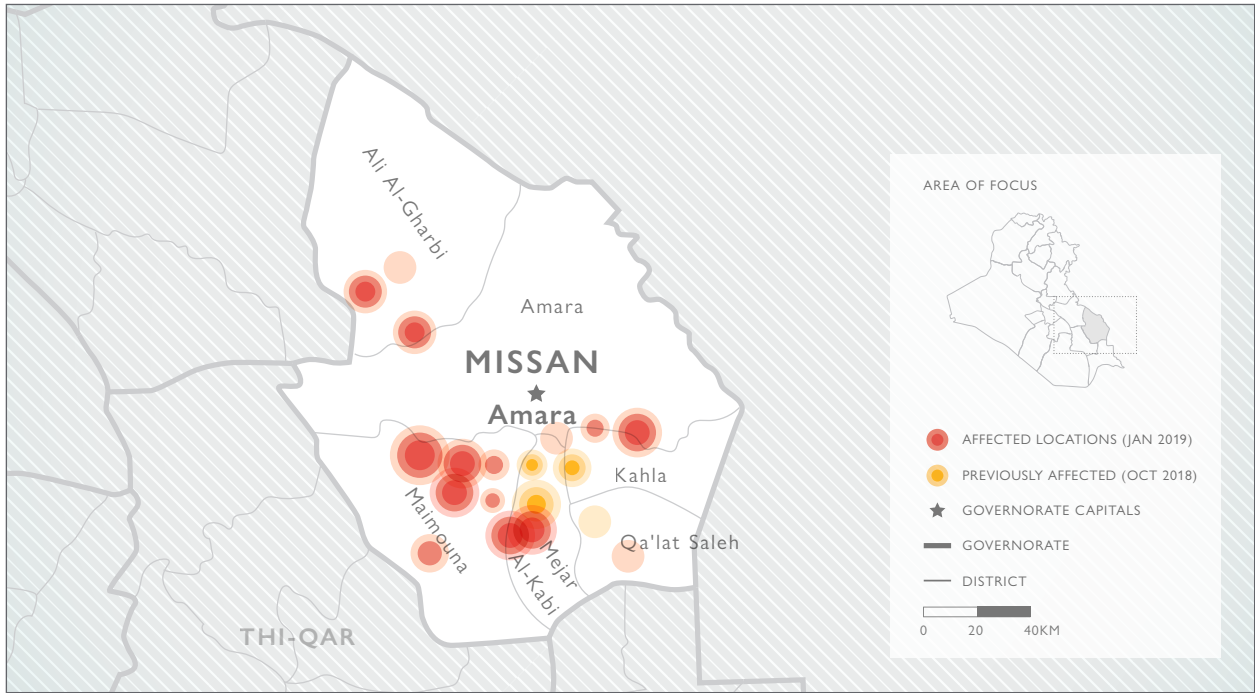 Ali Al-Gharbi
Amara
MISSAN
Amara
Kahla
Maimouna
Qa'lat Saleh
Mejar
Al-Kabi
THI-QAR
AREA OF FOCUS
AFFECTED LOCATIONS (JAN 2019)
PREVIOUSLY AFFECTED (OCT 2018)
GOVERNORATE CAPITALS
GOVERNORATE
DISTRICT
0 20 40KM